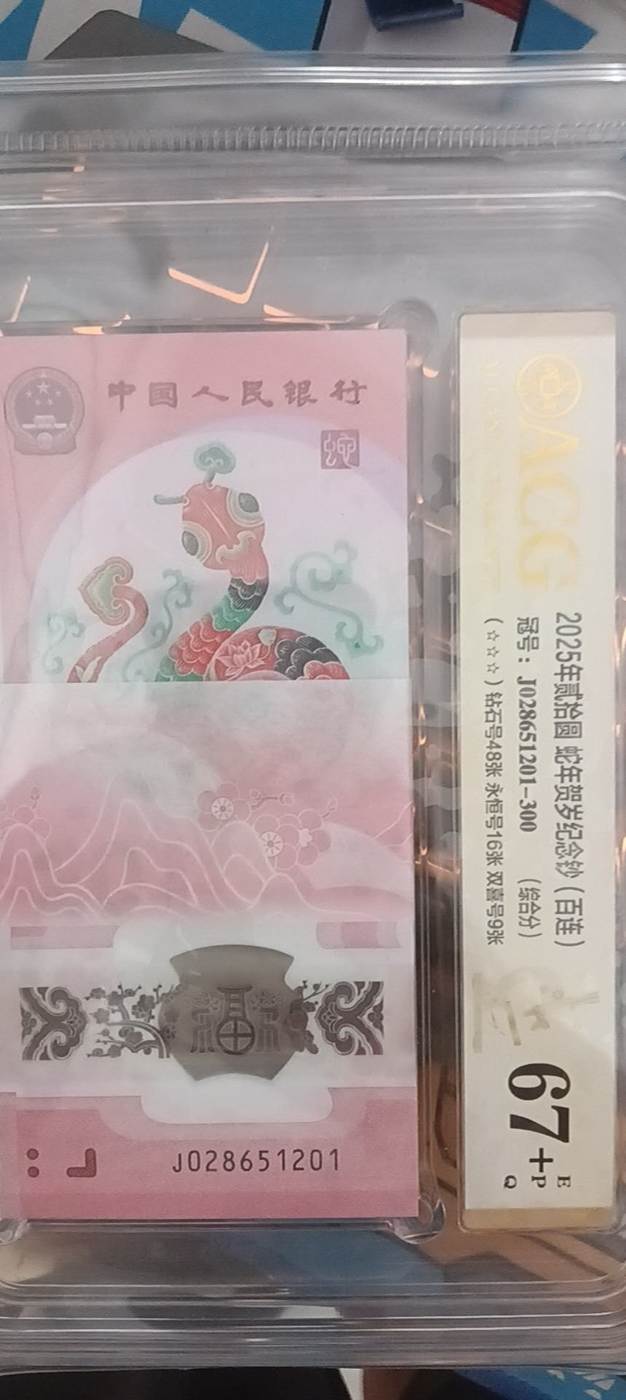 中国人民银行
蛇
福
J028651201
ACG
2025年贰拾圆 蛇年贺岁纪念钞（百连）
冠号：J028651201-300 （综合分）
（☆☆☆）钻石号48张 永恒号16张 双喜号9张
67+
E
P
Q